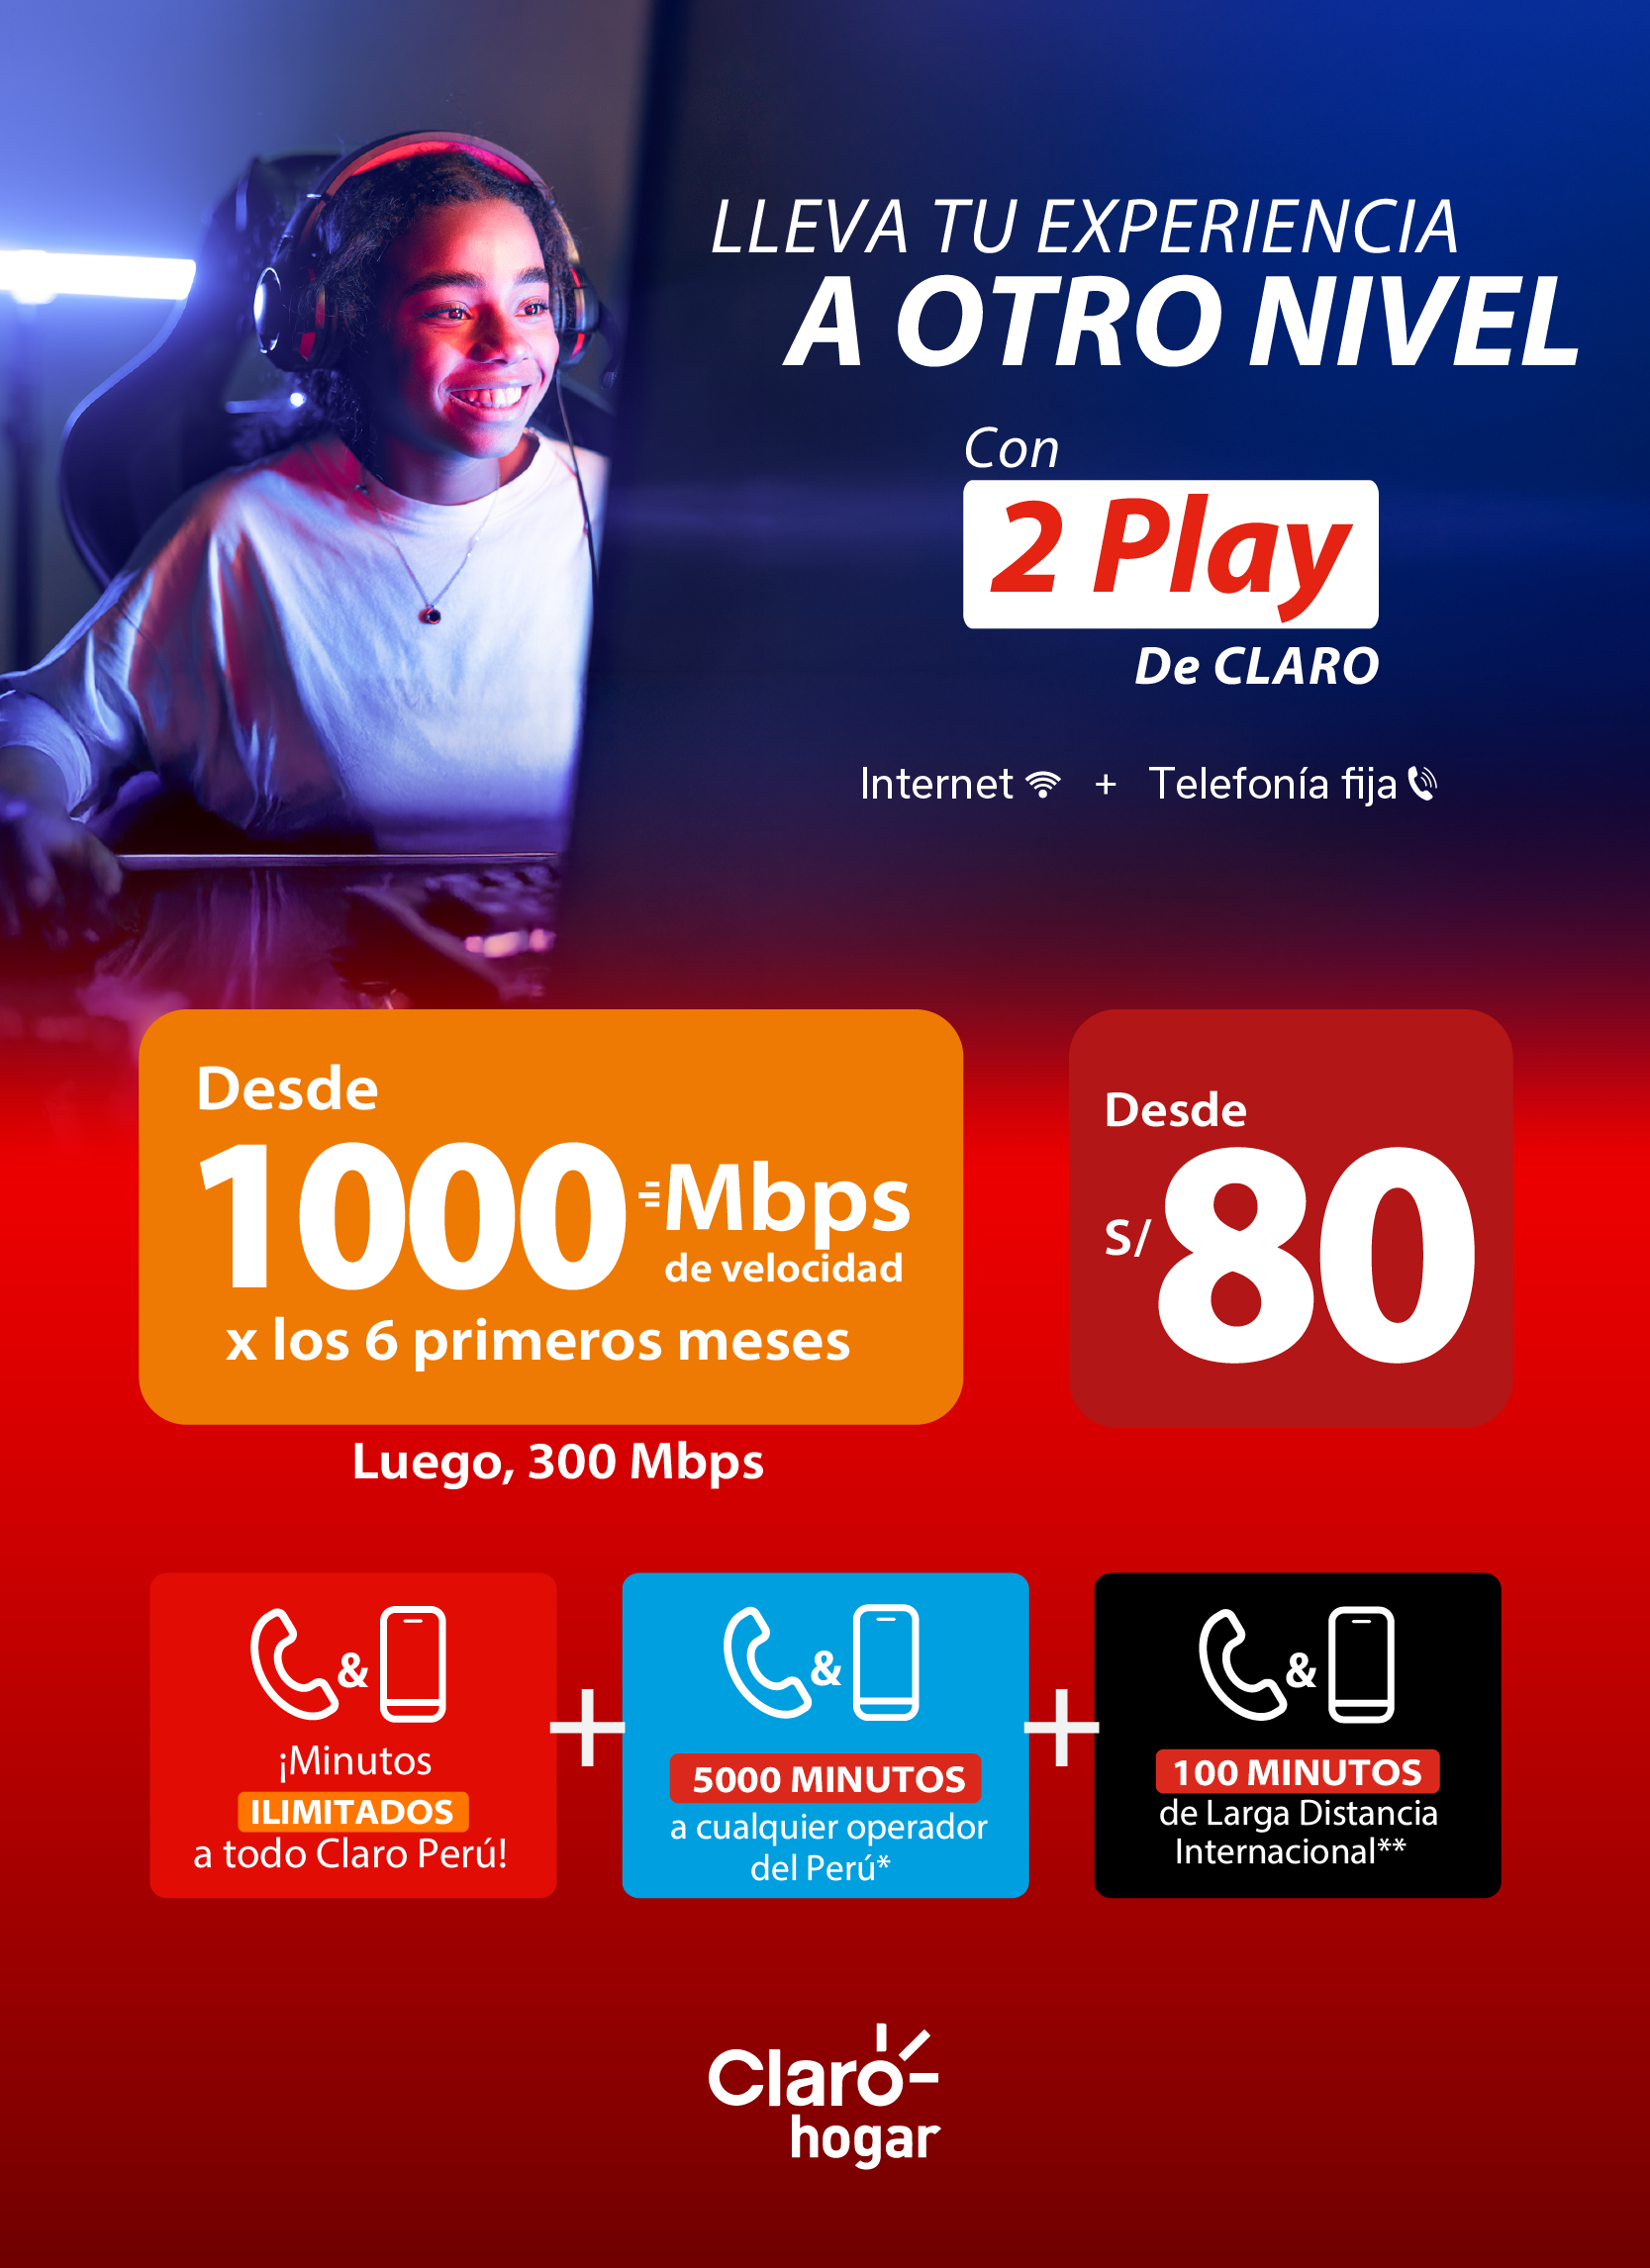 LLEVA TU EXPERIENCIA
A OTRO NIVEL
Con
2 Play
De CLARO
Internet + Telefonía fija
Desde
1000 Mbps
de velocidad
x los 6 primeros meses
Luego, 300 Mbps
Desde
S/80
&
¡Minutos
ILIMITADOS
a todo Claro Perú!
+
&
5000 MINUTOS
a cualquier operador
del Perú*
+
&
100 MINUTOS
de Larga Distancia
Internacional**
Claro
hogar